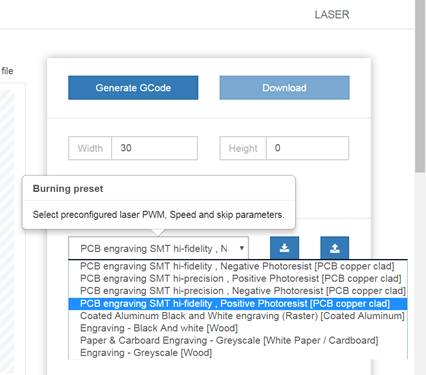 LASER
file
Generate GCode
Download
Width 30
Height 0
Burning preset
Select preconfigured laser PWM, Speed and skip parameters.
PCB engraving SMT hi-fidelity , N
PCB engraving SMT hi-fidelity , Negative Photoresist [PCB copper clad]
PCB engraving SMT hi-precision , Positive Photoresist [PCB copper clad]
PCB engraving SMT hi-precision , Negative Photoresist [PCB copper clad]
PCB engraving SMT hi-fidelity , Positive Photoresist [PCB copper clad]
Coated Aluminum Black and White engraving (Raster) [Coated Aluminum]
Engraving - Black And white [Wood]
Paper & Carboard Engraving - Greyscale [White Paper / Cardboard]
Engraving - Greyscale [Wood]